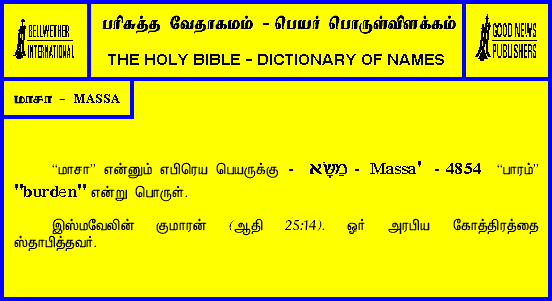 BELLWETHER
INTERNATIONAL
பரிசுத்த வேதாகமம் - பெயர் பொருள்விளக்கம்
THE HOLY BIBLE - DICTIONARY OF NAMES
GOOD NEWS
PUBLISHERS
மாசா - MASSA
“மாசா” என்னும் எபிரெய பெயருக்கு - מַשָּׂא - Massa' - 4854 “பாரம்”
"burden" என்று பொருள்.
இஸ்மவேலின் குமாரன் (ஆதி 25:14). ஓர் அரபிய கோத்திரத்தை
ஸ்தாபித்தவர்.